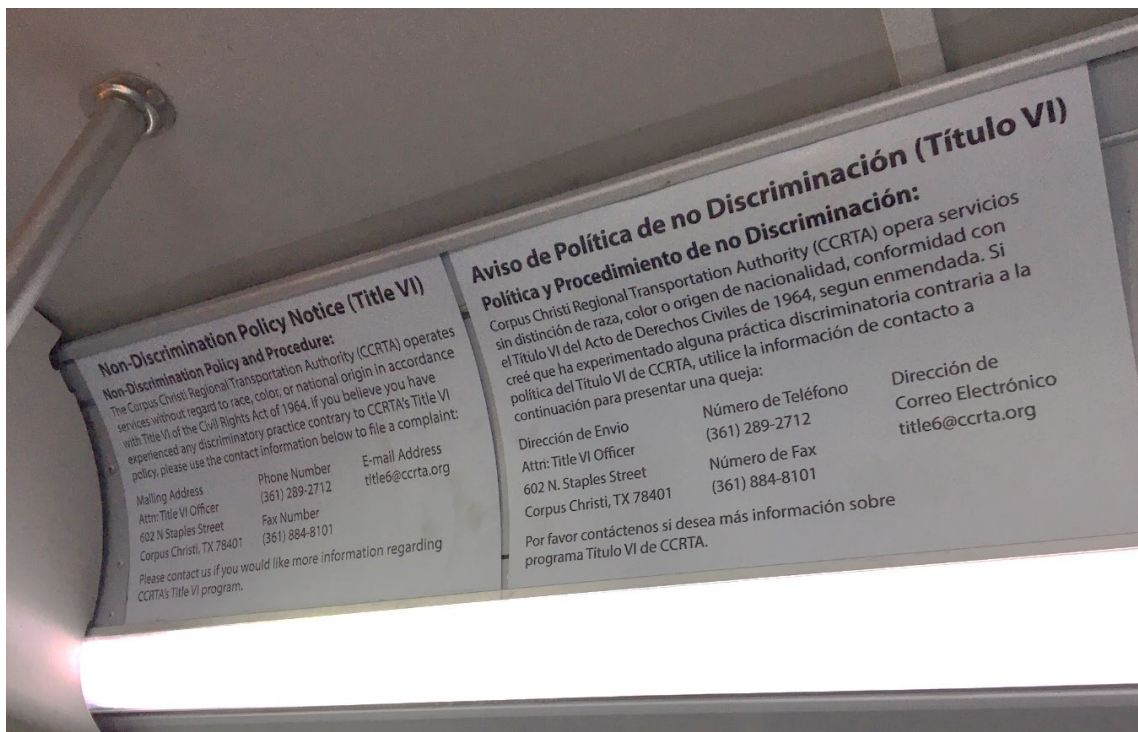 Non-Discrimination Policy Notice (Title VI)
Non-Discrimination Policy and Procedure:
The Corpus Christi Regional Transportation Authority (CCRTA) operates
services without regard to race, color, or national origin in accordance
with Title VI of the Civil Rights Act of 1964. If you believe you have
experienced any discriminatory practice contrary to CCRTA's Title VI
policy, please use the contact information below to file a complaint:
Mailing Address
Attn: Title VI Officer
602 N Staples Street
Corpus Christi, TX 78401
Phone Number
(361) 289-2712
Fax Number
(361) 884-8101
E-mail Address
title6@ccrta.org
Please contact us if you would like more information regarding
CCRTA's Title VI program.
Aviso de Política de no Discriminación (Título VI)
Política y Procedimiento de no Discriminación:
Corpus Christi Regional Transportation Authority (CCRTA) opera servicios
sin distinción de raza, color o origen de nacionalidad, conformidad con
el Título VI del Acto de Derechos Civiles de 1964, segun enmendada. Si
creé que ha experimentado alguna práctica discriminatoria contraria a la
política del Título VI de CCRTA, utilice la información de contacto a
continuación para presentar una queja:
Dirección de Envio
Attn: Title VI Officer
602 N. Staples Street
Corpus Christi, TX 78401
Número de Teléfono
(361) 289-2712
Número de Fax
(361) 884-8101
Dirección de
Correo Electrónico
title6@ccrta.org
Por favor contáctenos si desea más información sobre
programa Título VI de CCRTA.